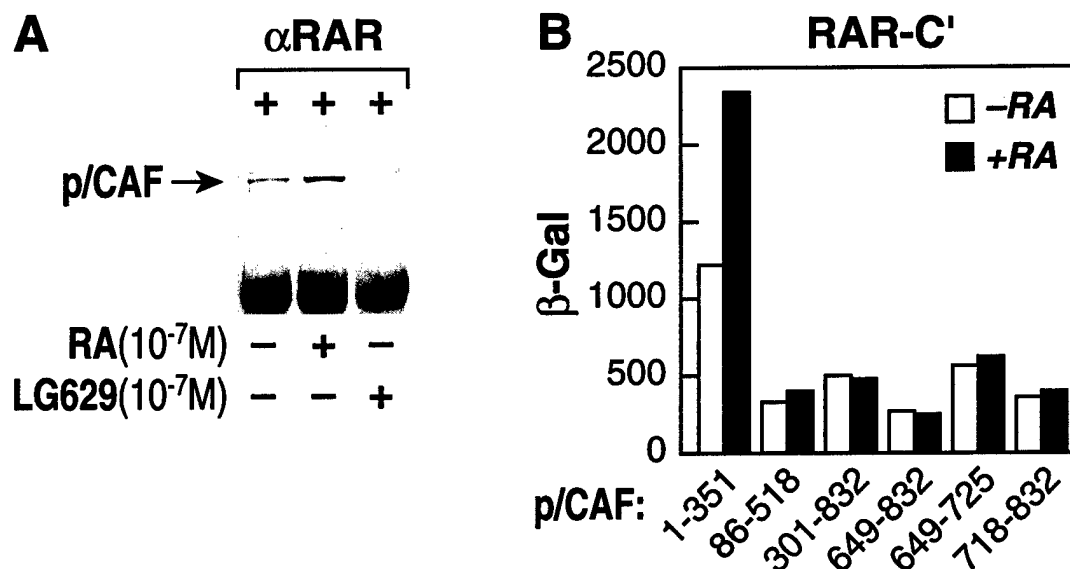 A
αRAR
+ + +
p/CAF
RA(10⁻⁷M) – + –
LG629(10⁻⁷M) – – +
B
RAR-C'
β-Gal
2500
2000
1500
1000
500
0
–RA
+RA
p/CAF:
1-351
86-518
301-832
649-832
649-725
718-832